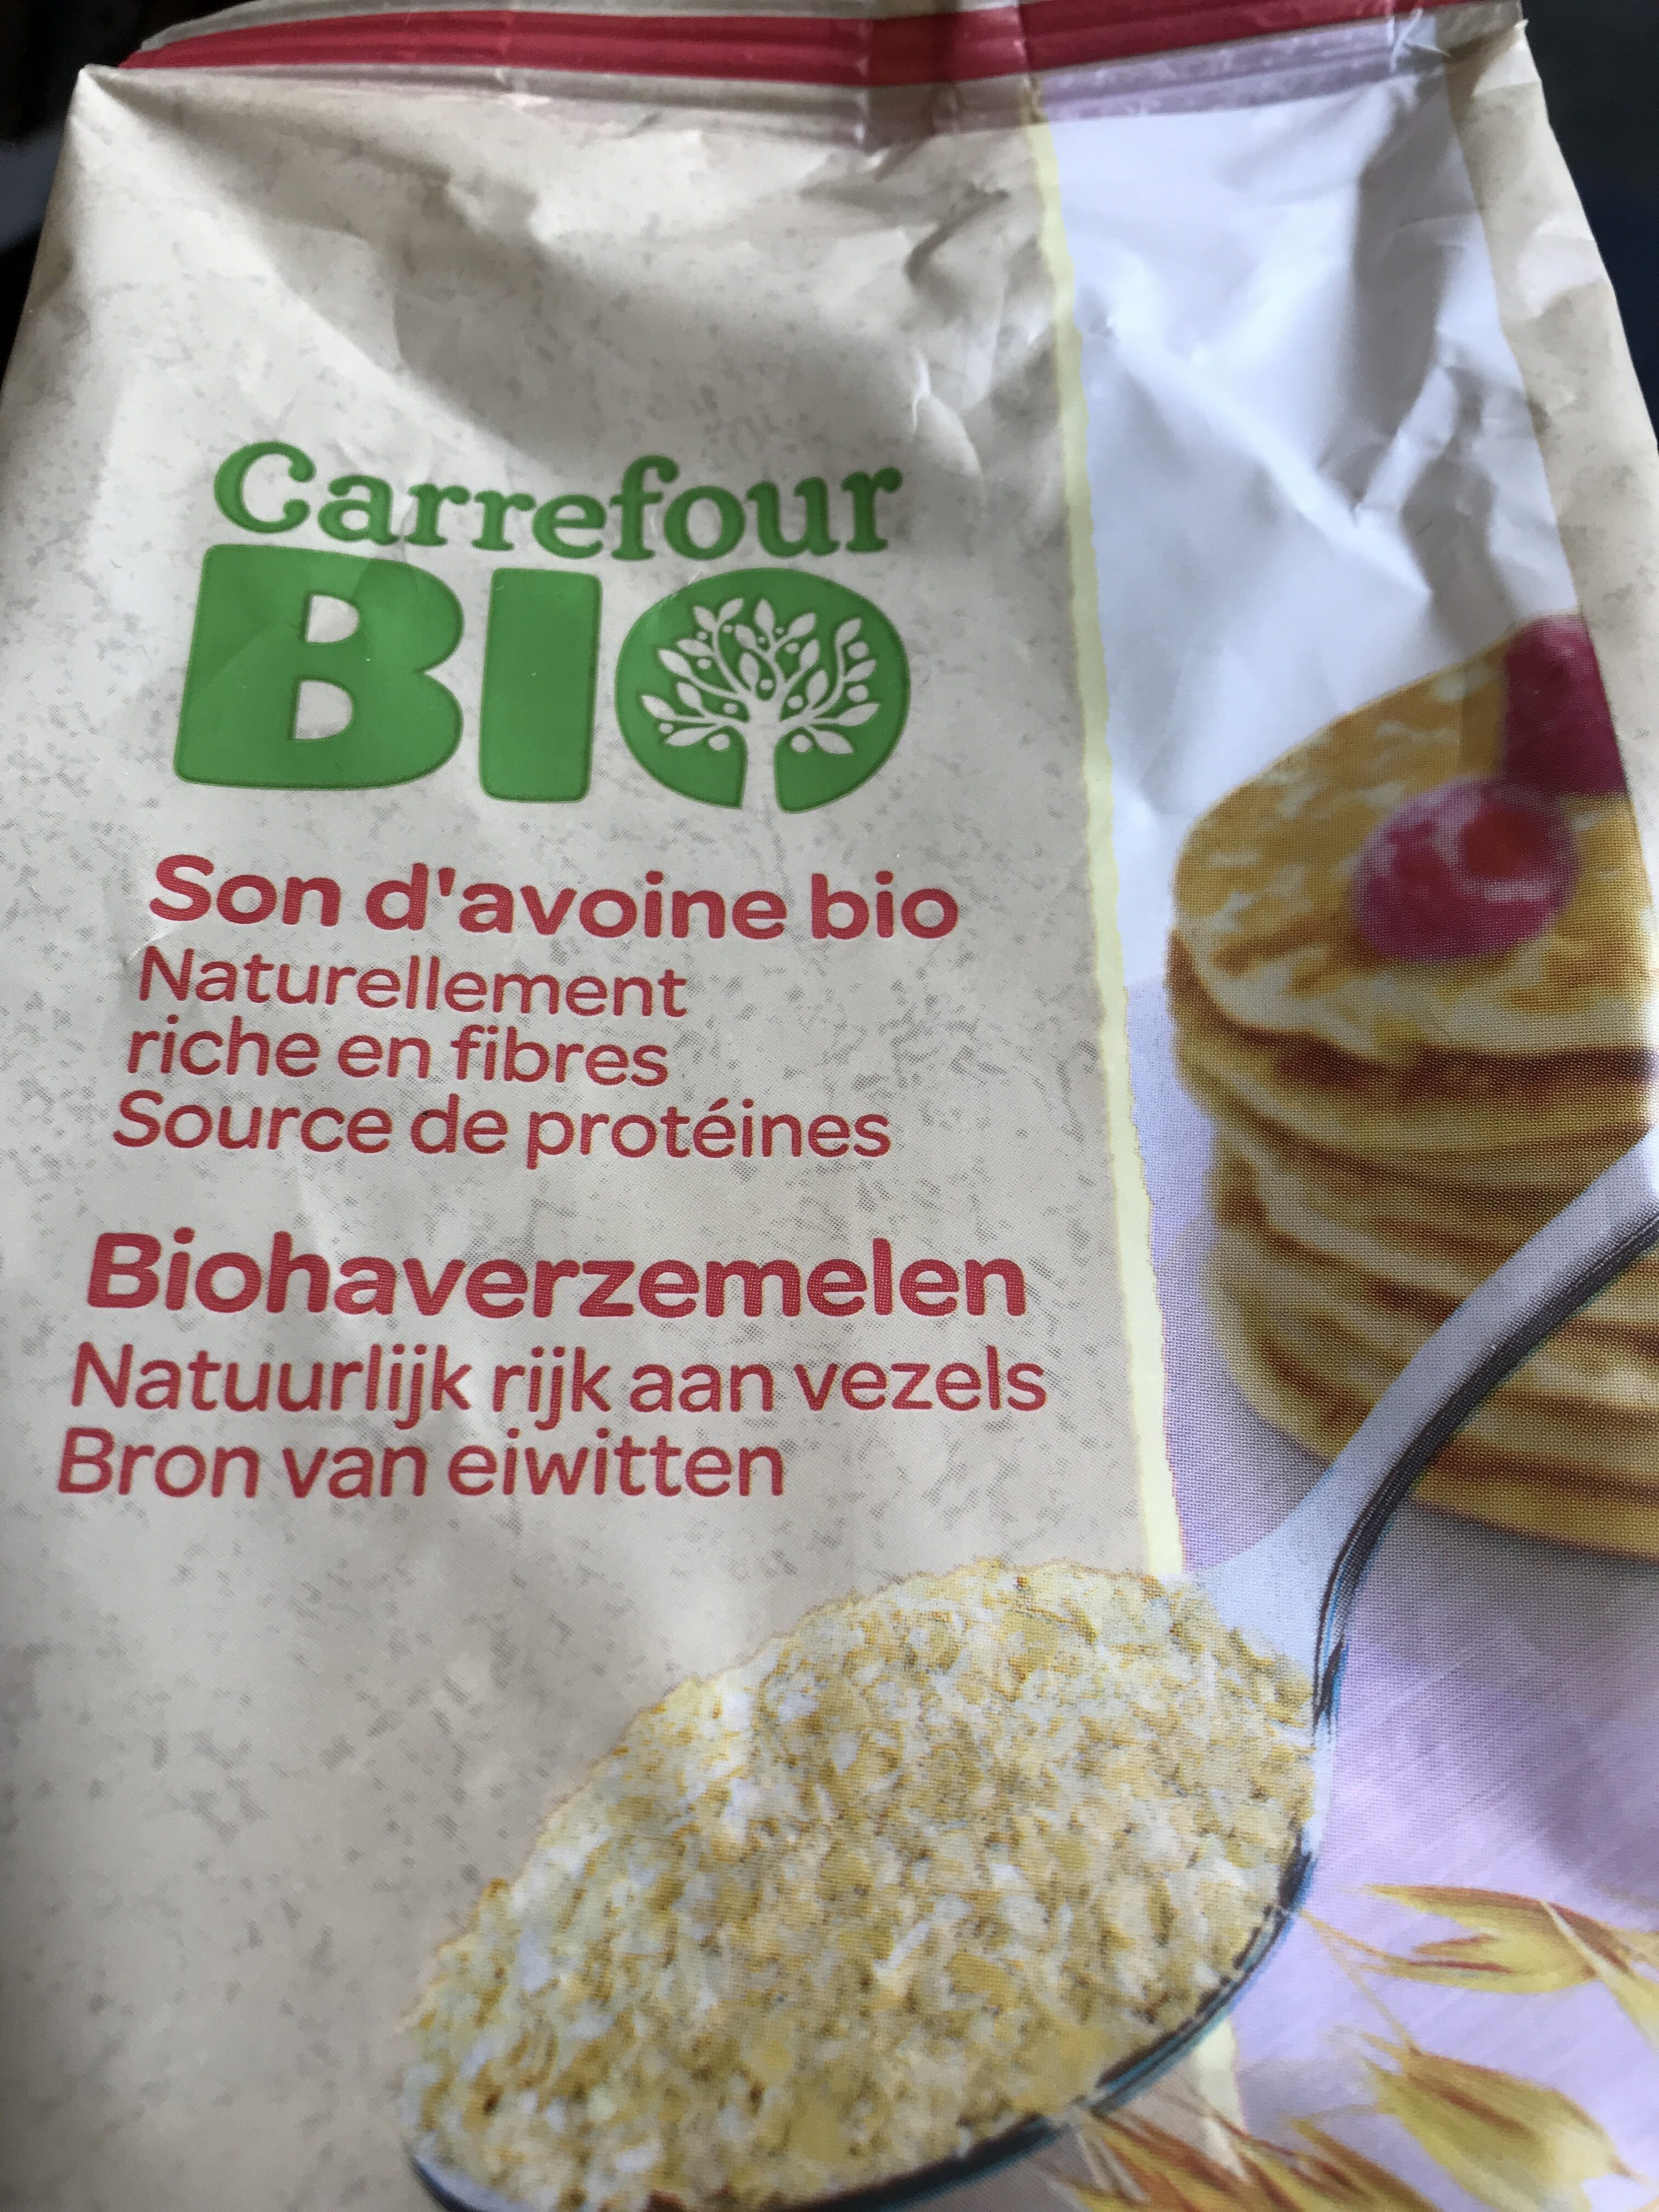 Carrefour
BIO
Son d'avoine bio
Naturellement
riche en fibres
Source de protéines
Biohaverzemelen
Natuurlijk rijk aan vezels
Bron van eiwitten